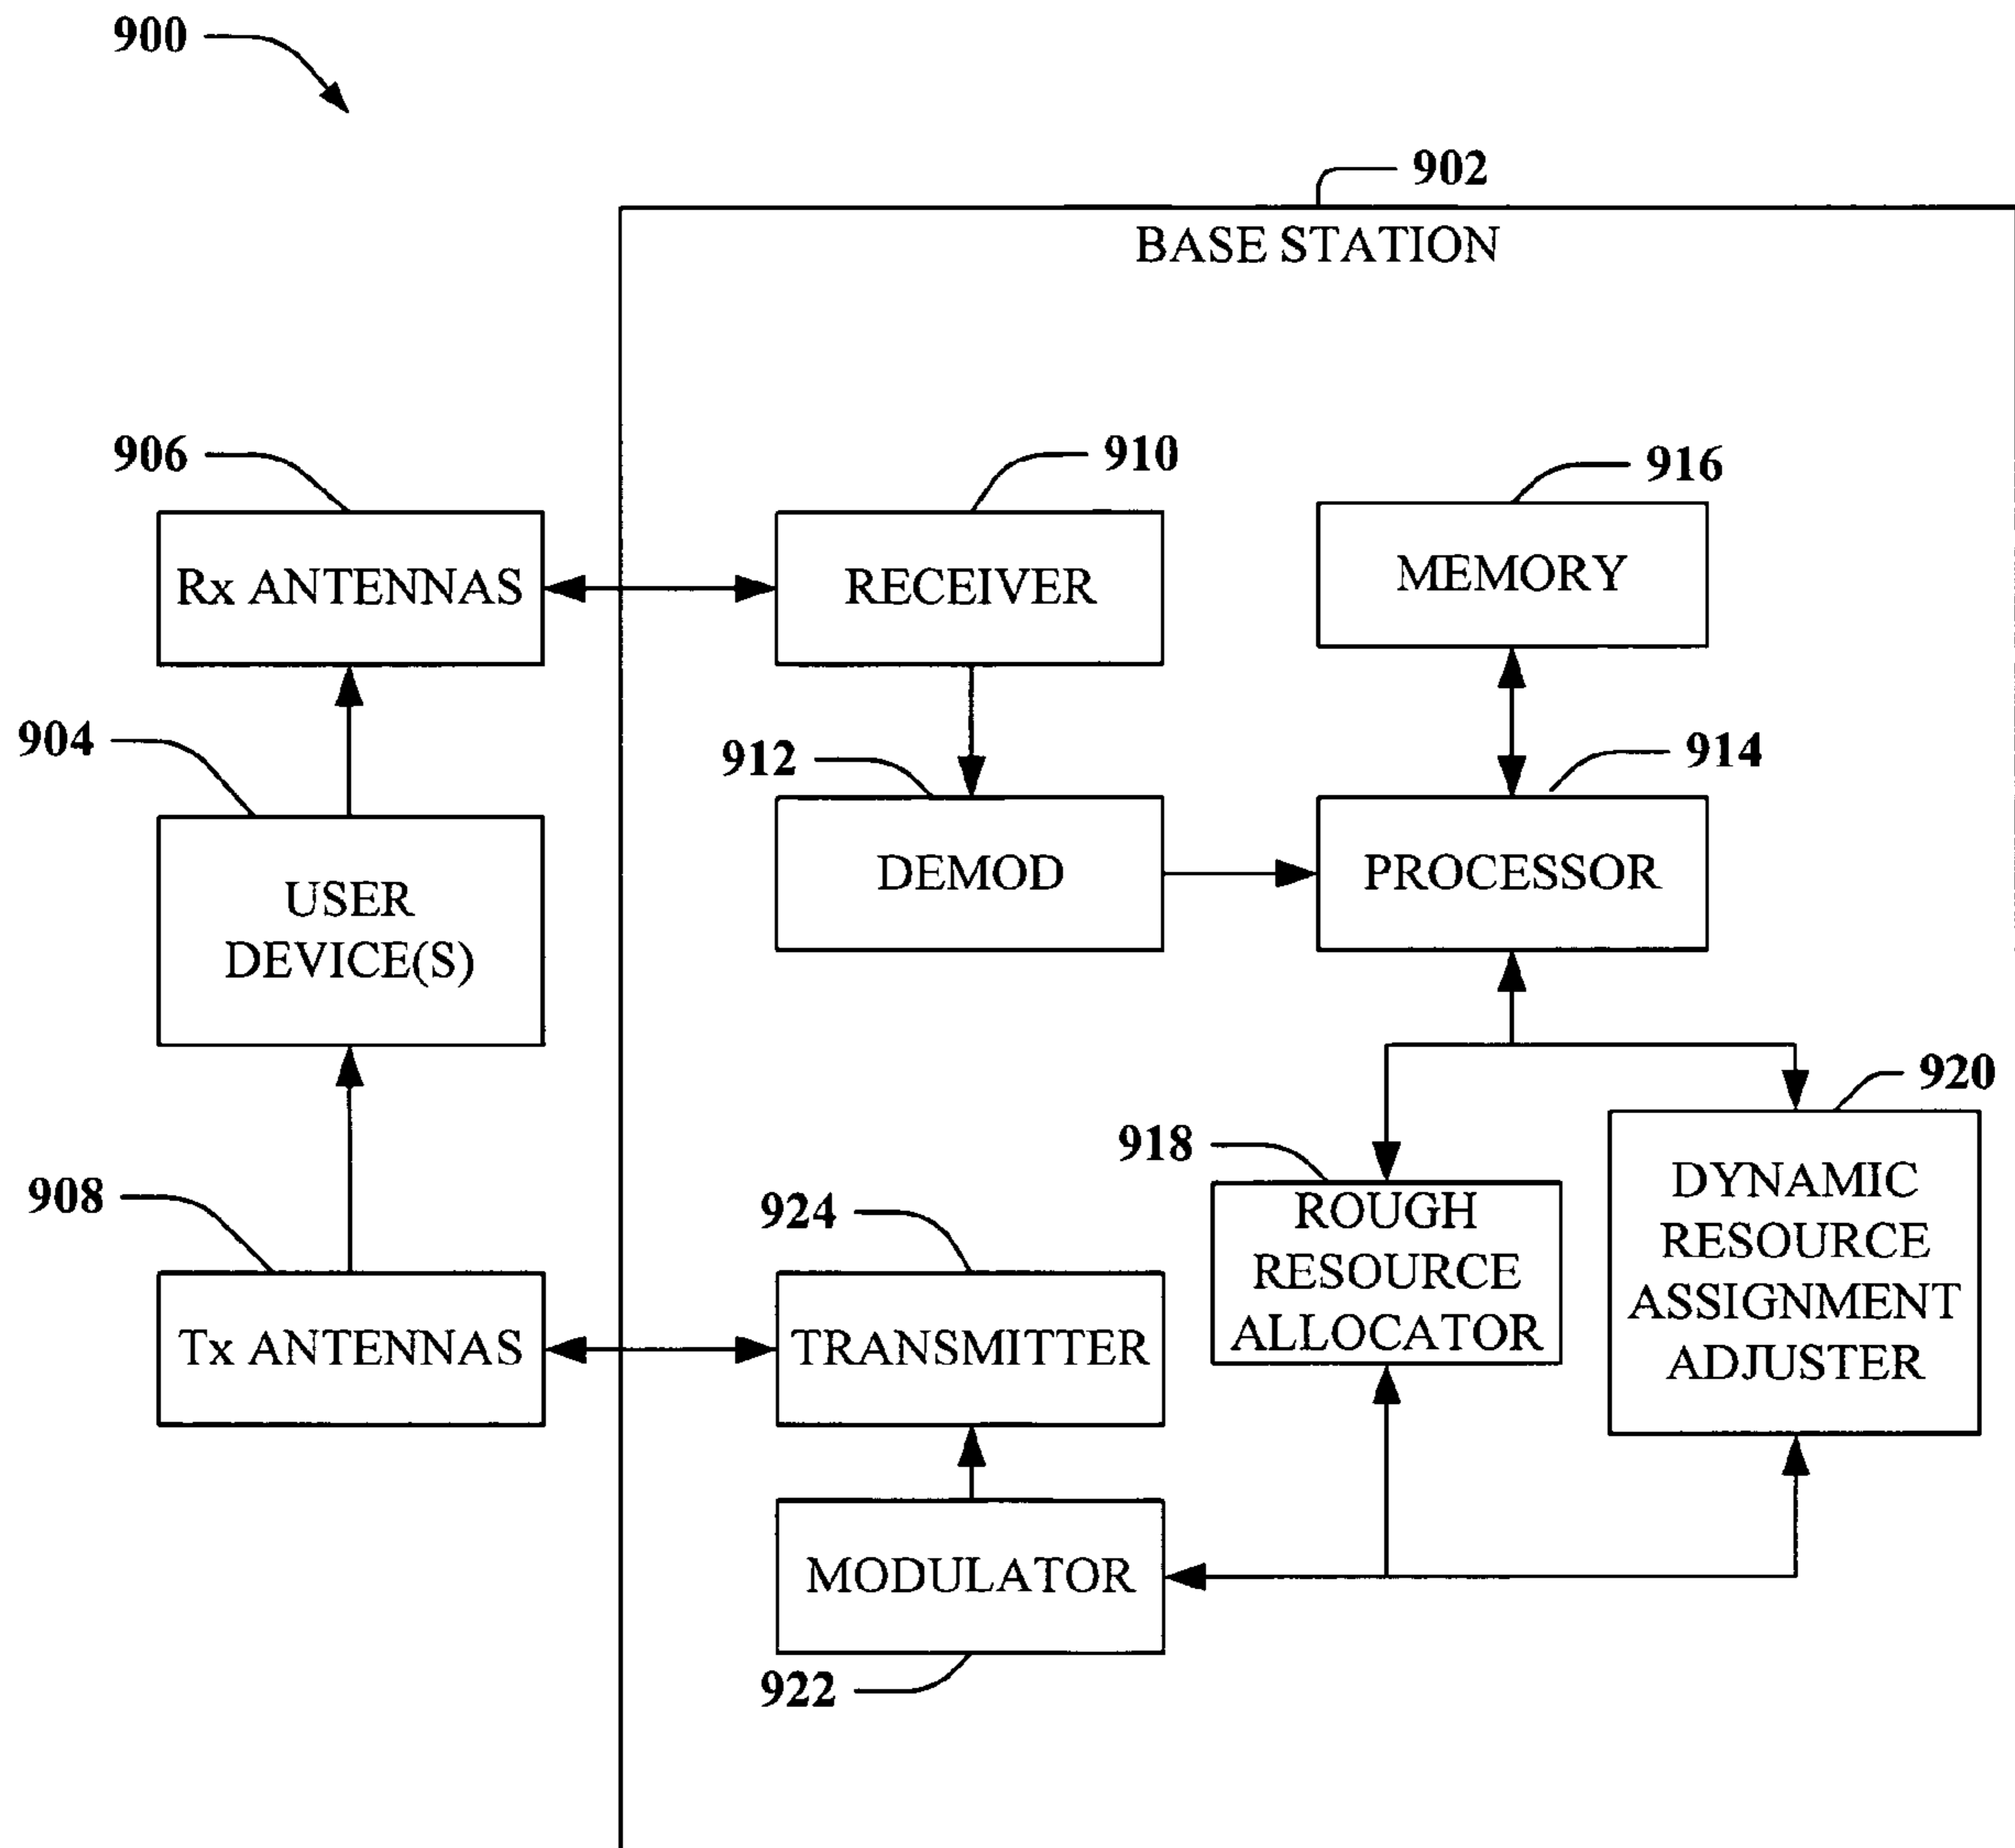 900
902
BASE STATION
906
910
916
Rx ANTENNAS
RECEIVER
MEMORY
904
912
914
USER
DEVICE(S)
DEMOD
PROCESSOR
908
924
918
920
Tx ANTENNAS
TRANSMITTER
ROUGH
RESOURCE
ALLOCATOR
DYNAMIC
RESOURCE
ASSIGNMENT
ADJUSTER
MODULATOR
922